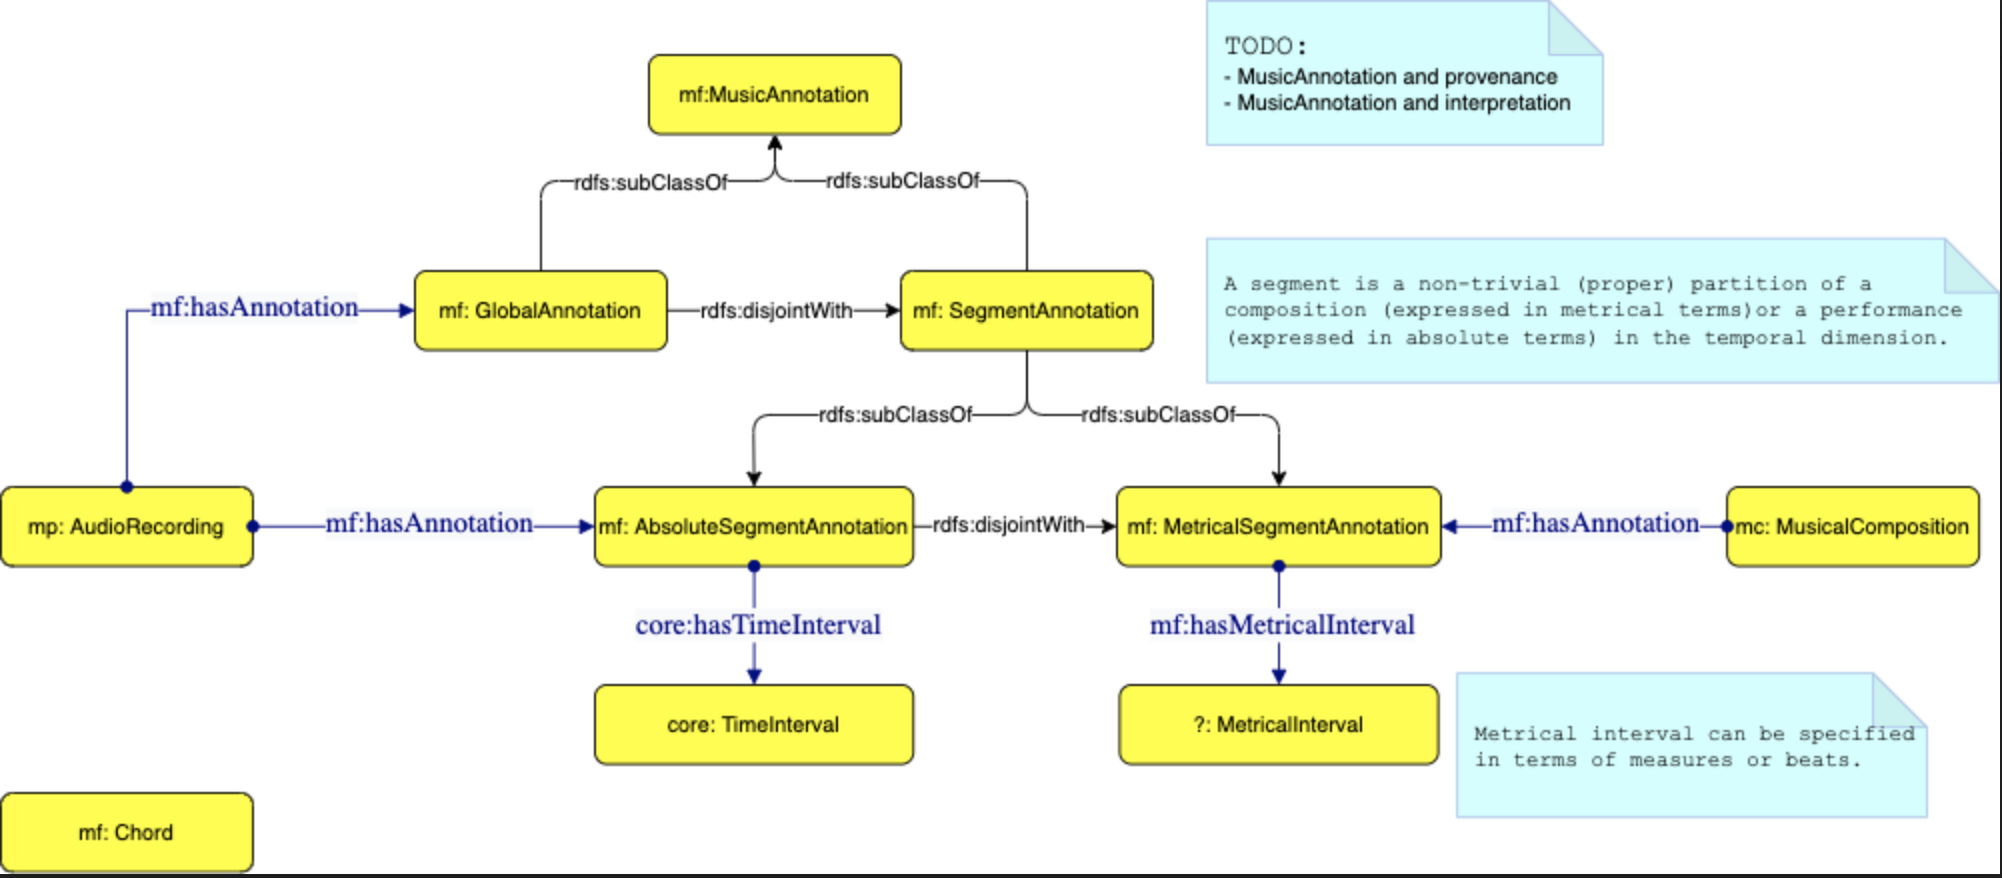 TODO:
- MusicAnnotation and provenance
- MusicAnnotation and interpretation
mf:MusicAnnotation
rdfs:subClassOf
rdfs:subClassOf
mf:hasAnnotation
mf: GlobalAnnotation
rdfs:disjointWith
mf: SegmentAnnotation
A segment is a non-trivial (proper) partition of a
composition (expressed in metrical terms)or a performance
(expressed in absolute terms) in the temporal dimension.
rdfs:subClassOf
rdfs:subClassOf
mp: AudioRecording
mf:hasAnnotation
mf: AbsoluteSegmentAnnotation
rdfs:disjointWith
mf: MetricalSegmentAnnotation
mf:hasAnnotation
mc: MusicalComposition
core:hasTimeInterval
mf:hasMetricalInterval
core: TimeInterval
?: MetricalInterval
Metrical interval can be specified
in terms of measures or beats.
mf: Chord